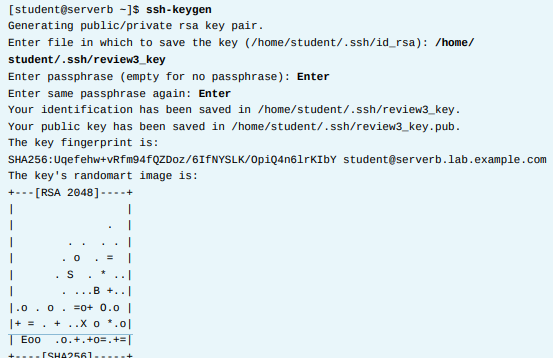 [student@serverb ~]$ ssh-keygen
Generating public/private rsa key pair.
Enter file in which to save the key (/home/student/.ssh/id_rsa): /home/
student/.ssh/review3_key
Enter passphrase (empty for no passphrase): Enter
Enter same passphrase again: Enter
Your identification has been saved in /home/student/.ssh/review3_key.
Your public key has been saved in /home/student/.ssh/review3_key.pub.
The key fingerprint is:
SHA256:Uqefehw+vRfm94fQZDoz/6IfNYSLK/OpiQ4n6lrKIbY student@serverb.lab.example.com
The key's randomart image is:
+---[RSA 2048]----+
|                 |
|              .  |
|        . .  . . |
|       . o  . =  |
|      . S  . * ..|
|       . ...B +..|
|.o . o . =o+ O.o |
|+ = . + ..X o *.o|
| Eoo  .o.+.+o=.+=|
+----[SHA256]-----+